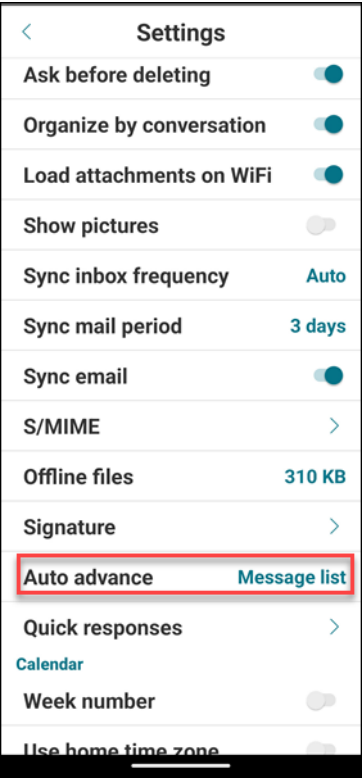 Settings
Ask before deleting
Organize by conversation
Load attachments on WiFi
Show pictures
Sync inbox frequency Auto
Sync mail period 3 days
Sync email
S/MIME
Offline files 310 KB
Signature
Auto advance Message list
Quick responses
Calendar
Week number
Use home time zone